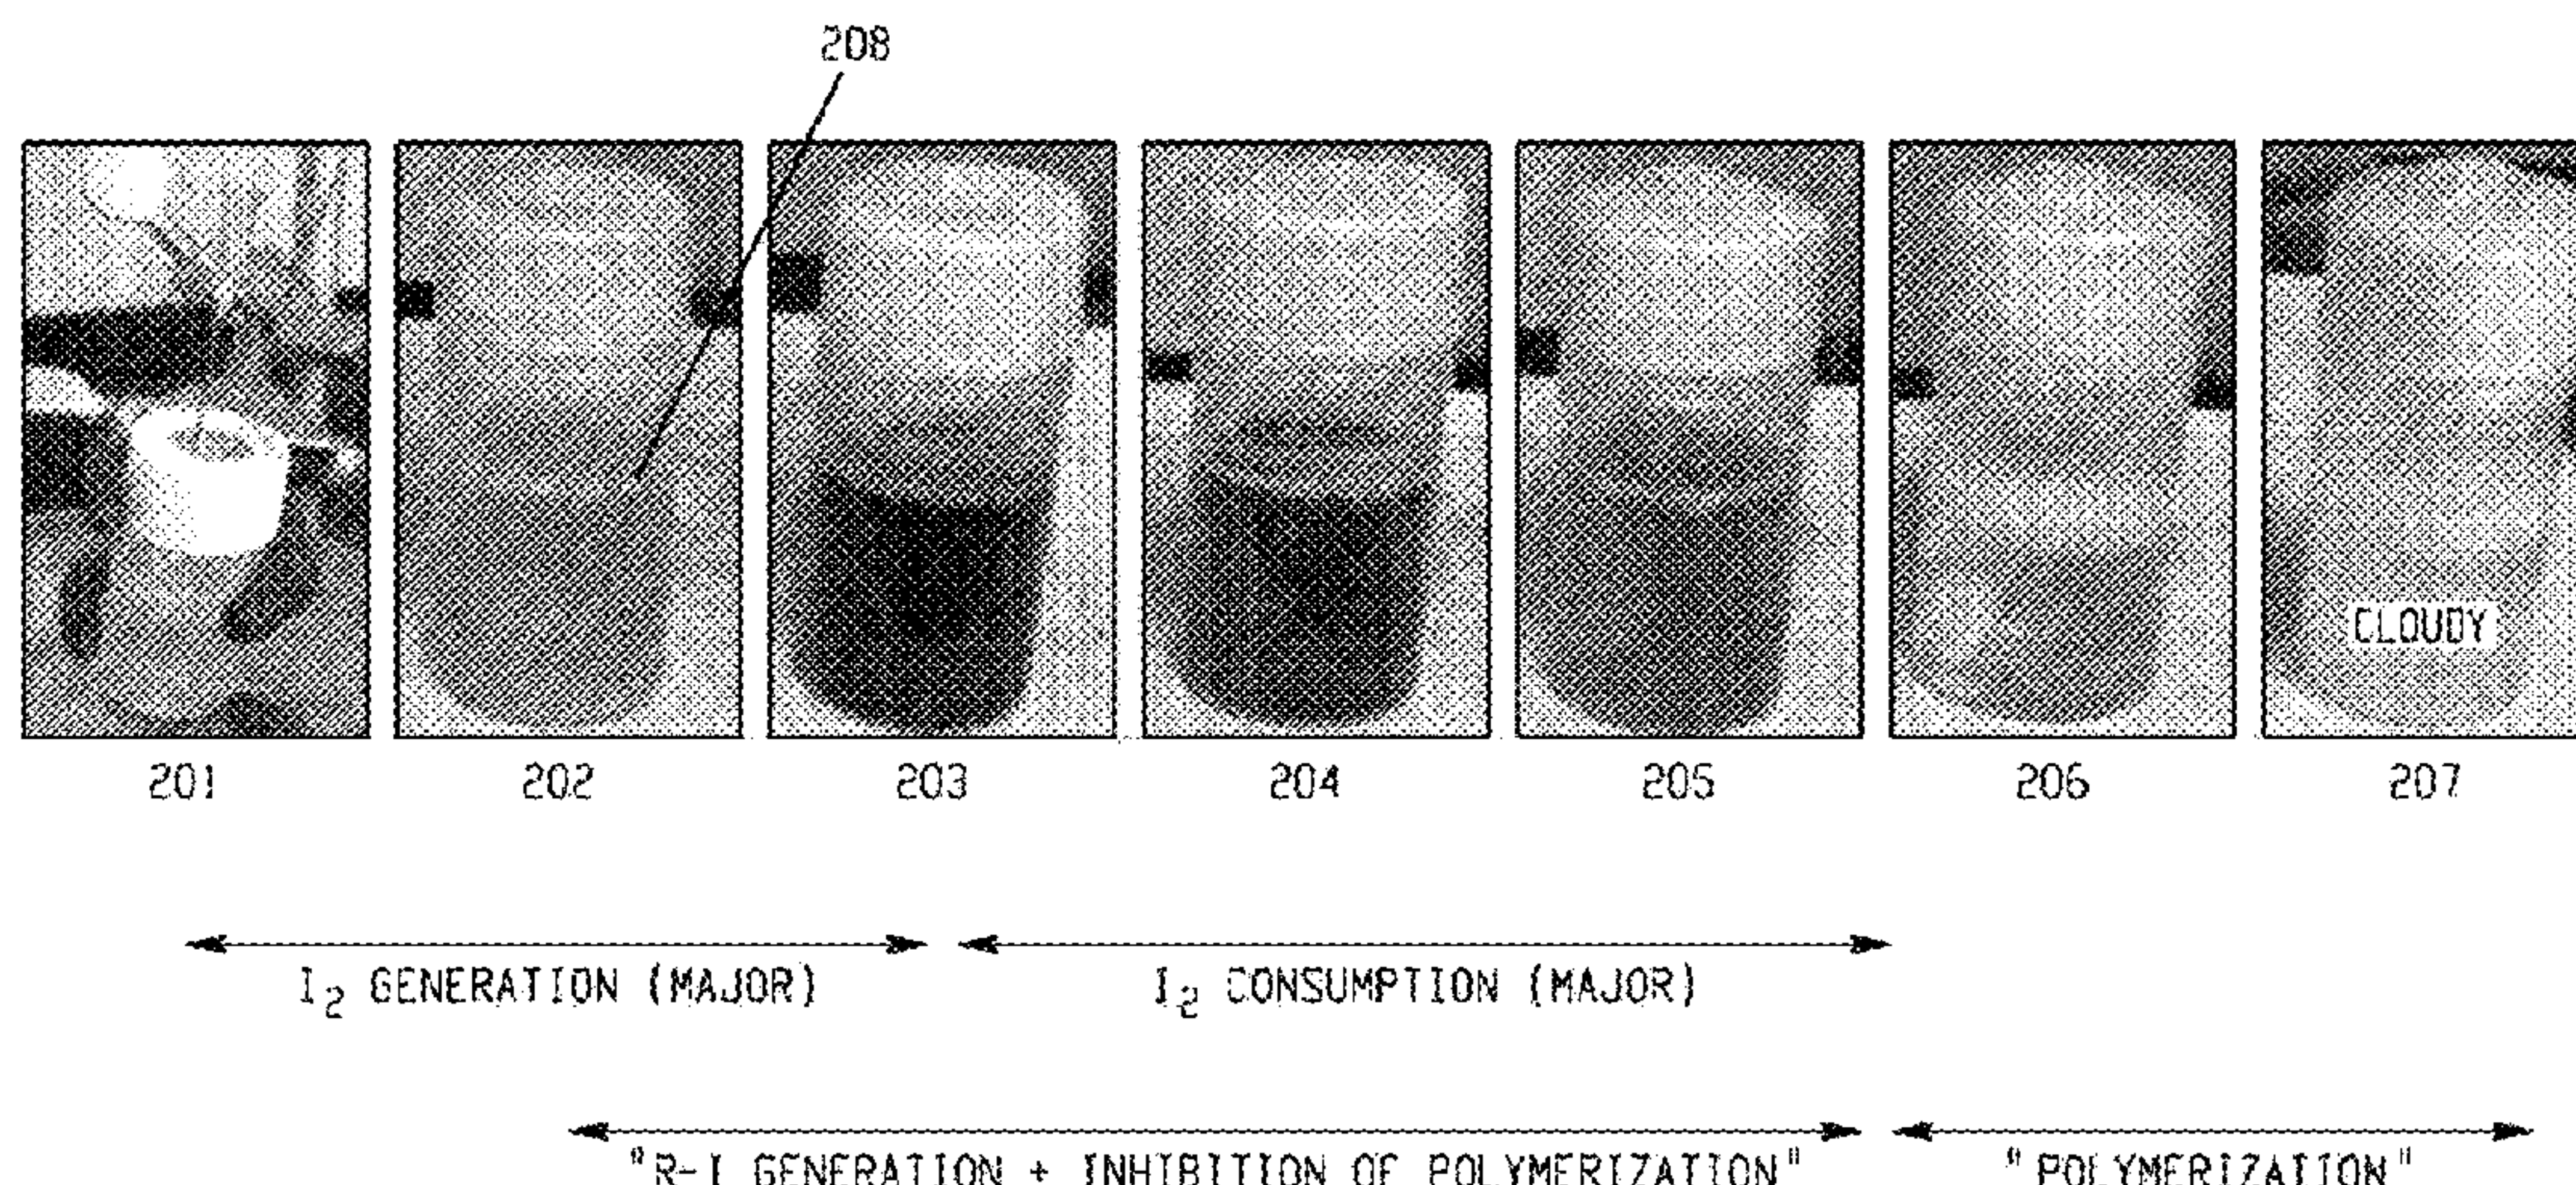 208
CLOUDY
201 202 203 204 205 206 207
I₂ GENERATION (MAJOR) I₂ CONSUMPTION (MAJOR)
"R-I GENERATION + INHIBITION OF POLYMERIZATION" "POLYMERIZATION"